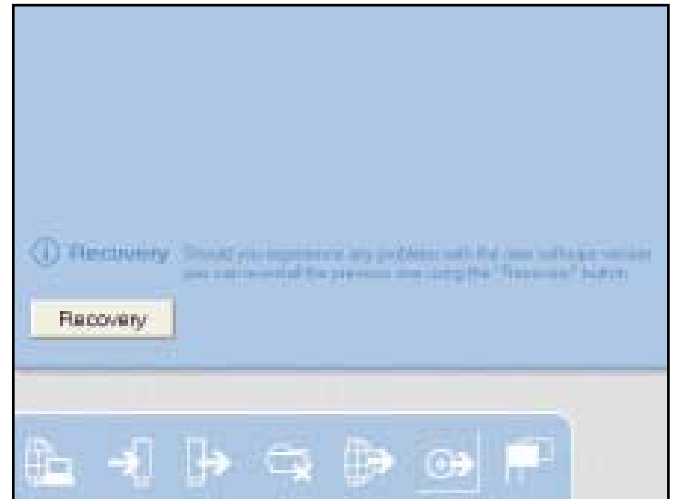 Recovery Should you experience any problems with the new software version
you can reinstall the previous one using the "Recovery" button
Recovery